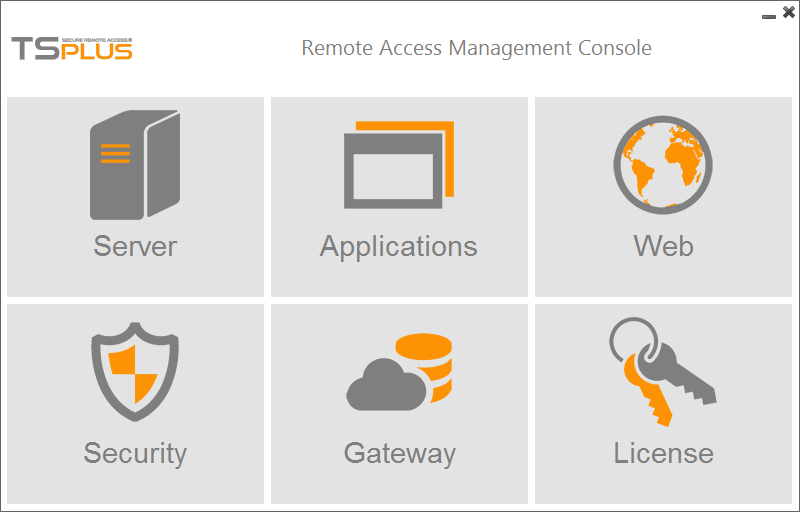 TSPLUS
SECURE REMOTE ACCESS®
Remote Access Management Console
Server
Applications
Web
Security
Gateway
License